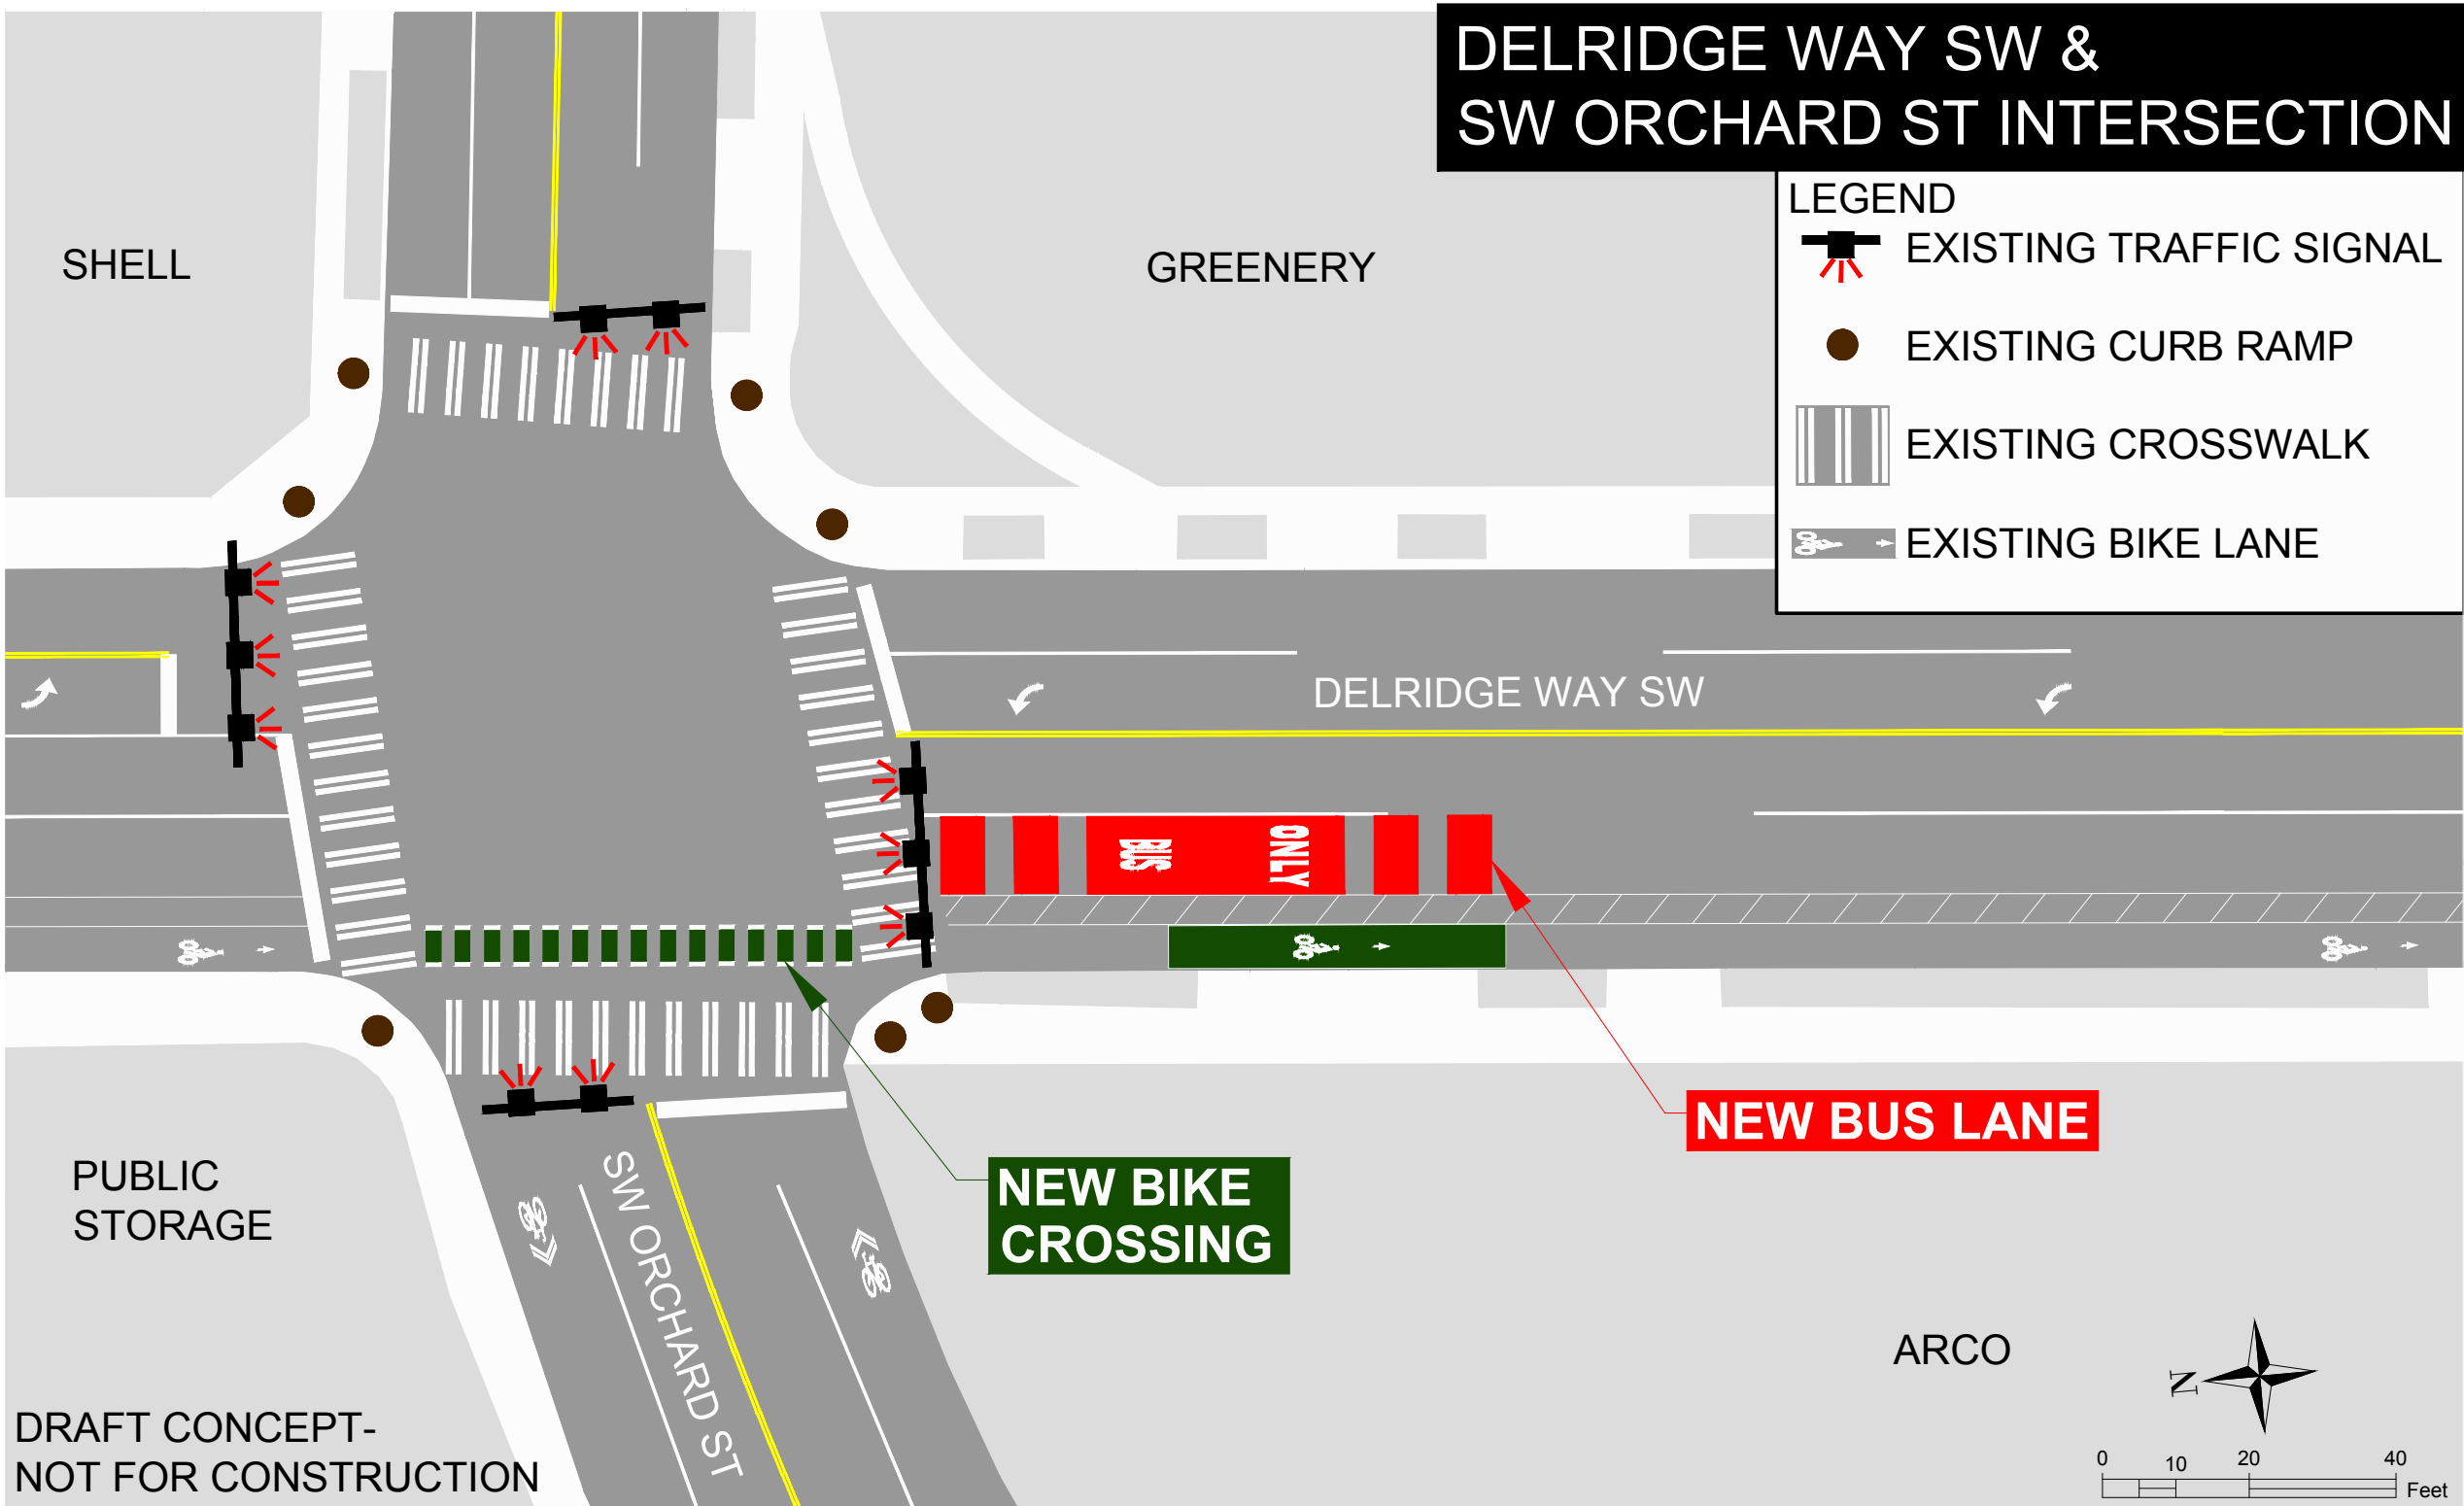 DELRIDGE WAY SW &
SW ORCHARD ST INTERSECTION
LEGEND
EXISTING TRAFFIC SIGNAL
EXISTING CURB RAMP
EXISTING CROSSWALK
EXISTING BIKE LANE
SHELL
GREENERY
DELRIDGE WAY SW
BUS
ONLY
NEW BUS LANE
NEW BIKE
CROSSING
PUBLIC
STORAGE
SW ORCHARD ST
ARCO
N
DRAFT CONCEPT-
NOT FOR CONSTRUCTION
0 10 20 40
Feet